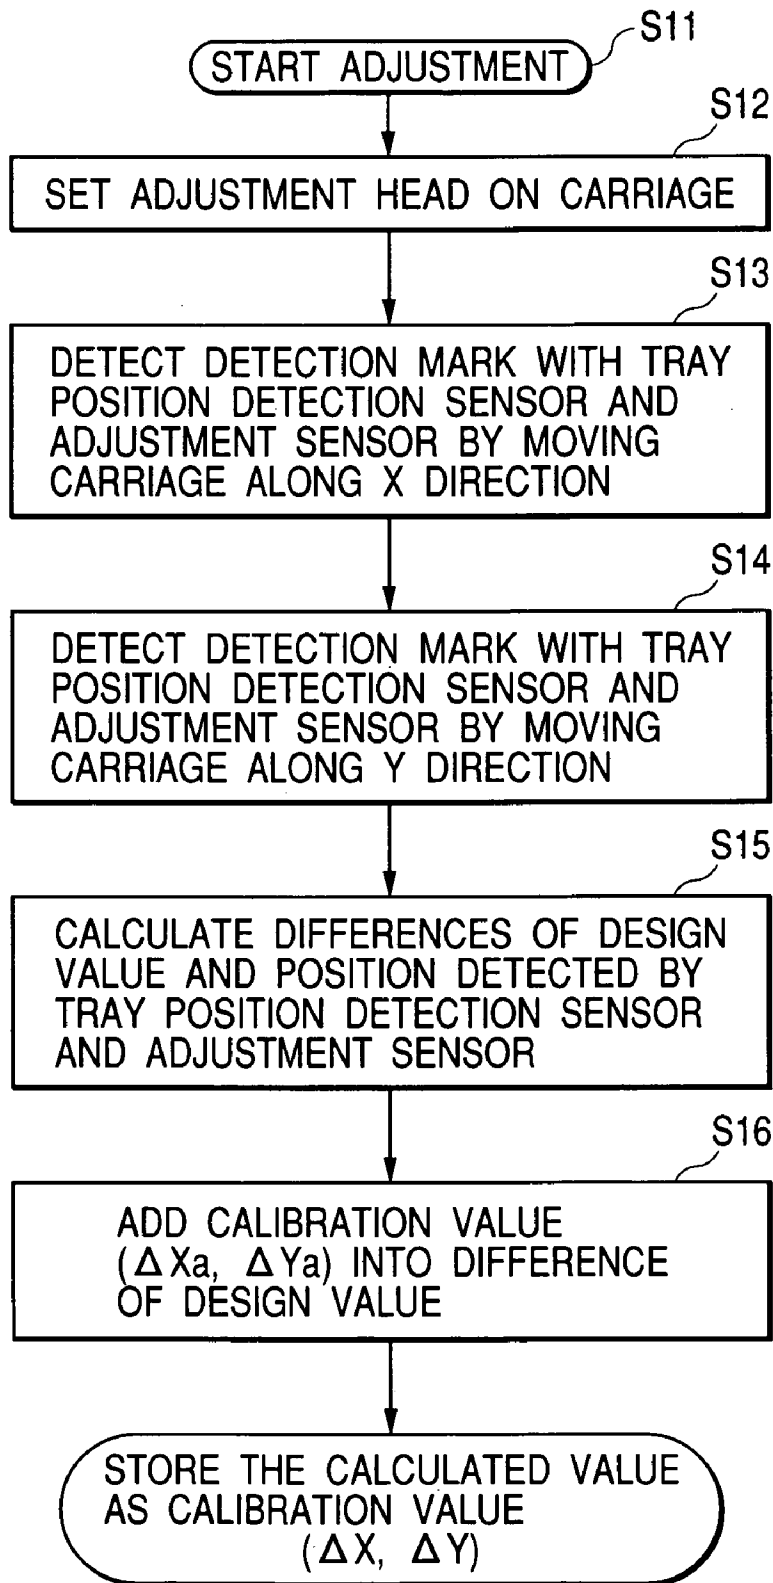 S11
START ADJUSTMENT
S12
SET ADJUSTMENT HEAD ON CARRIAGE
S13
DETECT DETECTION MARK WITH TRAY
POSITION DETECTION SENSOR AND
ADJUSTMENT SENSOR BY MOVING
CARRIAGE ALONG X DIRECTION
S14
DETECT DETECTION MARK WITH TRAY
POSITION DETECTION SENSOR AND
ADJUSTMENT SENSOR BY MOVING
CARRIAGE ALONG Y DIRECTION
S15
CALCULATE DIFFERENCES OF DESIGN
VALUE AND POSITION DETECTED BY
TRAY POSITION DETECTION SENSOR
AND ADJUSTMENT SENSOR
S16
ADD CALIBRATION VALUE
(ΔXa, ΔYa) INTO DIFFERENCE
OF DESIGN VALUE
STORE THE CALCULATED VALUE
AS CALIBRATION VALUE
(ΔX, ΔY)